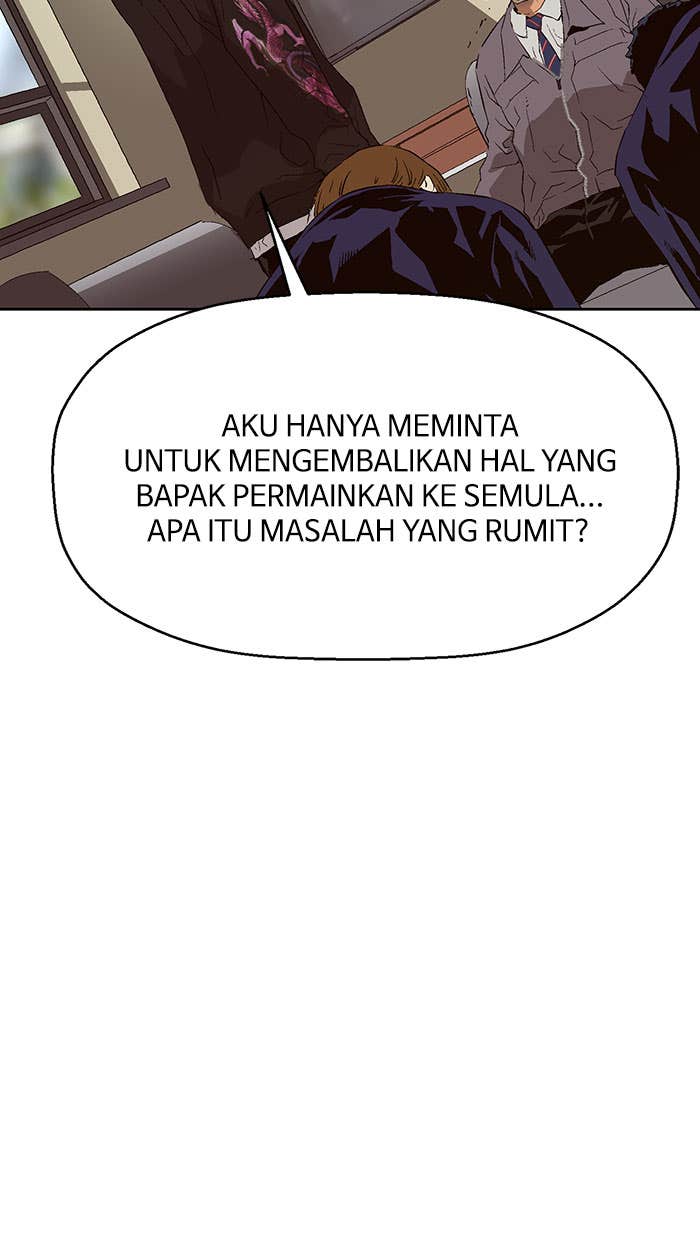 AKU HANYA MEMINTA
UNTUK MENGEMBALIKAN HAL YANG
BAPAK PERMAINKAN KE SEMULA...
APA ITU MASALAH YANG RUMIT?